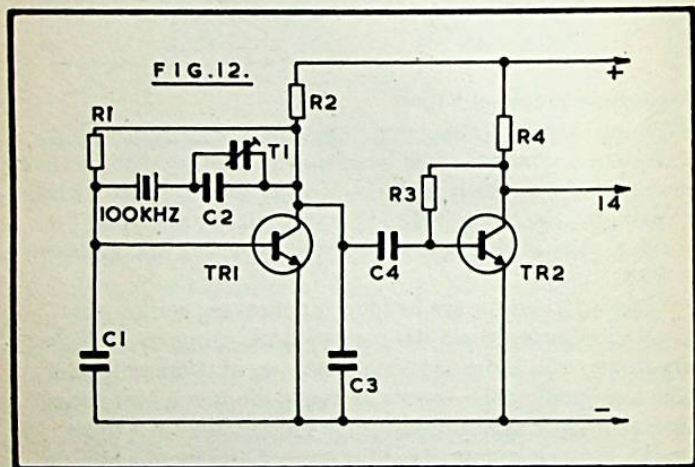 FIG.12.
+
R1
R2
T1
R4
R3
14
100KHZ
C2
C4
TR1
TR2
C1
C3
-